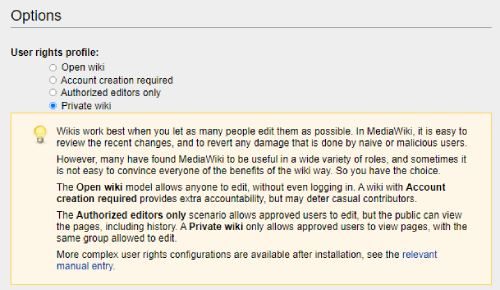 Options
User rights profile:
Open wiki
Account creation required
Authorized editors only
Private wiki
Wikis work best when you let as many people edit them as possible. In MediaWiki, it is easy to
review the recent changes, and to revert any damage that is done by naive or malicious users.
However, many have found MediaWiki to be useful in a wide variety of roles, and sometimes it
is not easy to convince everyone of the benefits of the wiki way. So you have the choice.
The Open wiki model allows anyone to edit, without even logging in. A wiki with Account
creation required provides extra accountability, but may deter casual contributors.
The Authorized editors only scenario allows approved users to edit, but the public can view
the pages, including history. A Private wiki only allows approved users to view pages, with the
same group allowed to edit.
More complex user rights configurations are available after installation, see the relevant
manual entry.